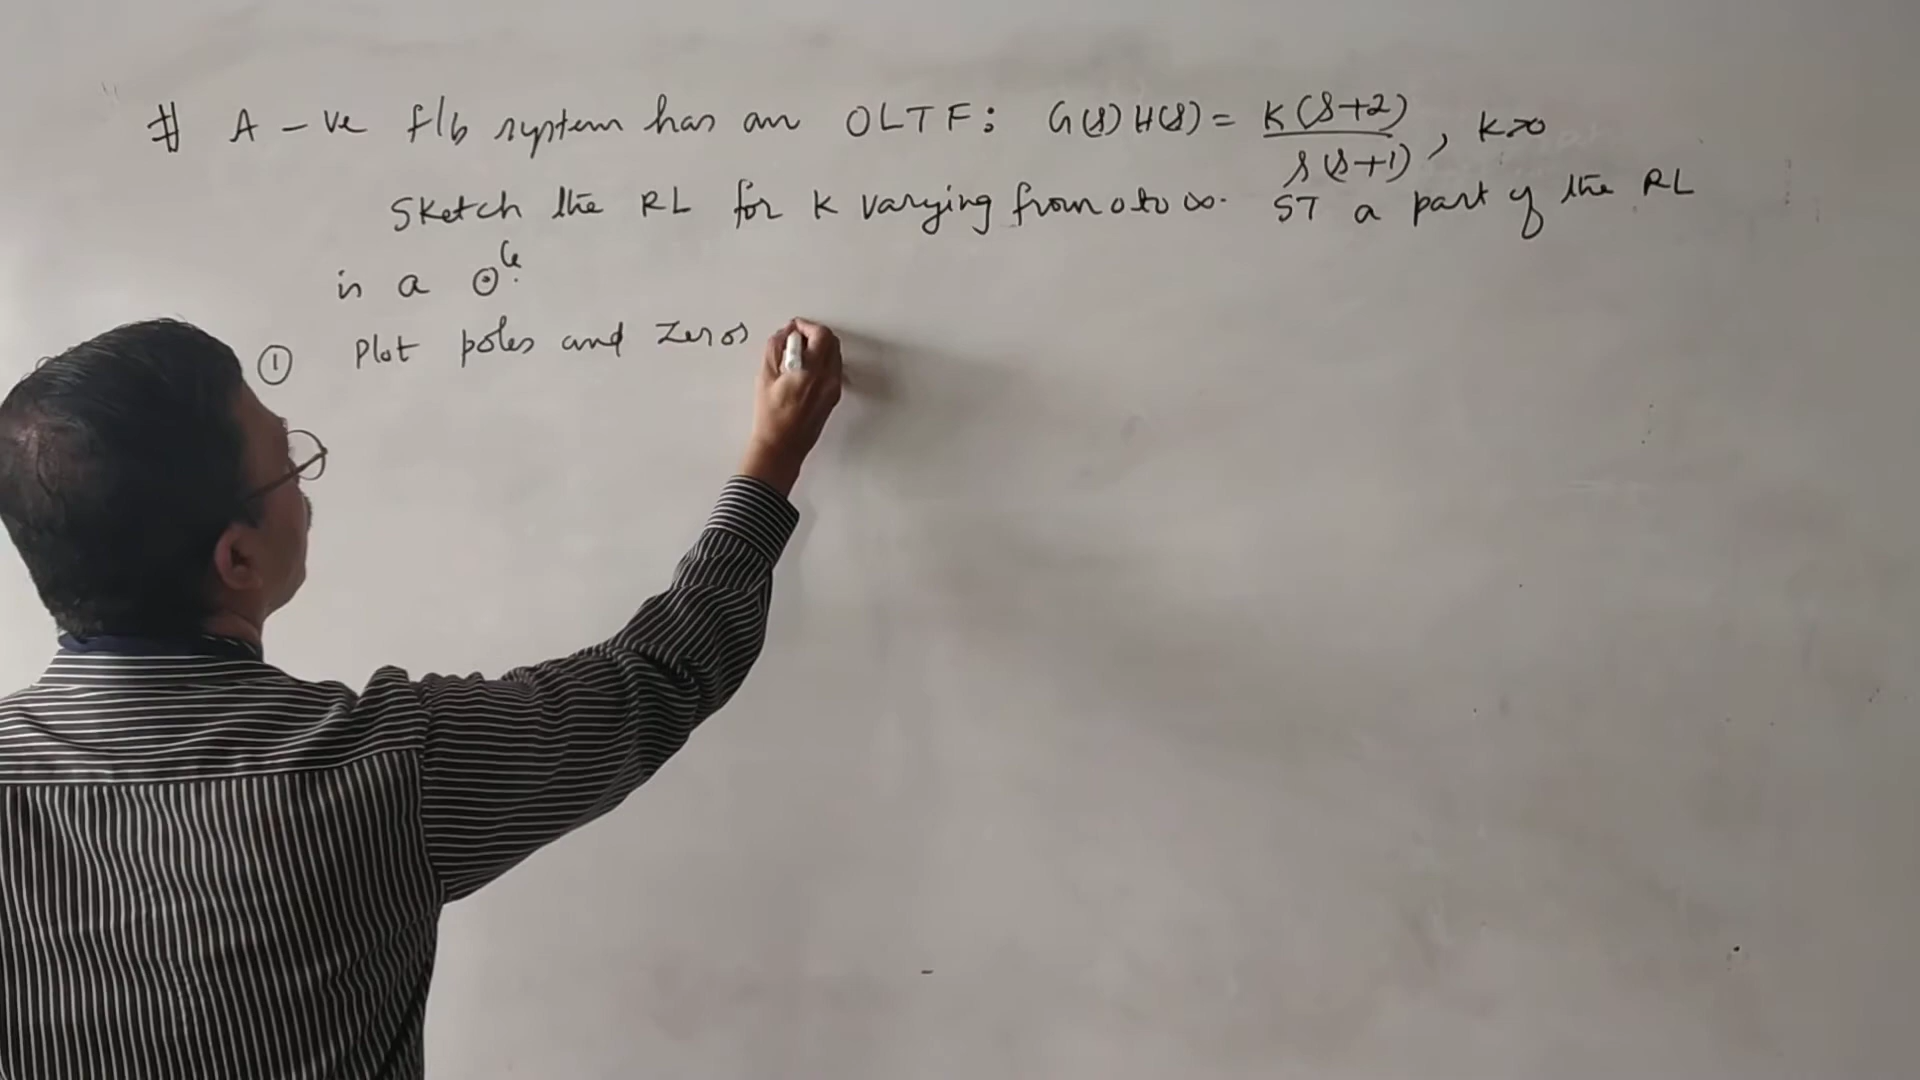 # A -ve f/b system has an OLTF: G(s)H(s) = K(s+2)/s(s+1), K>0
Sketch the RL for K varying from 0 to ∞. ST a part of the RL
is a ⊙le.
① Plot poles and zeros